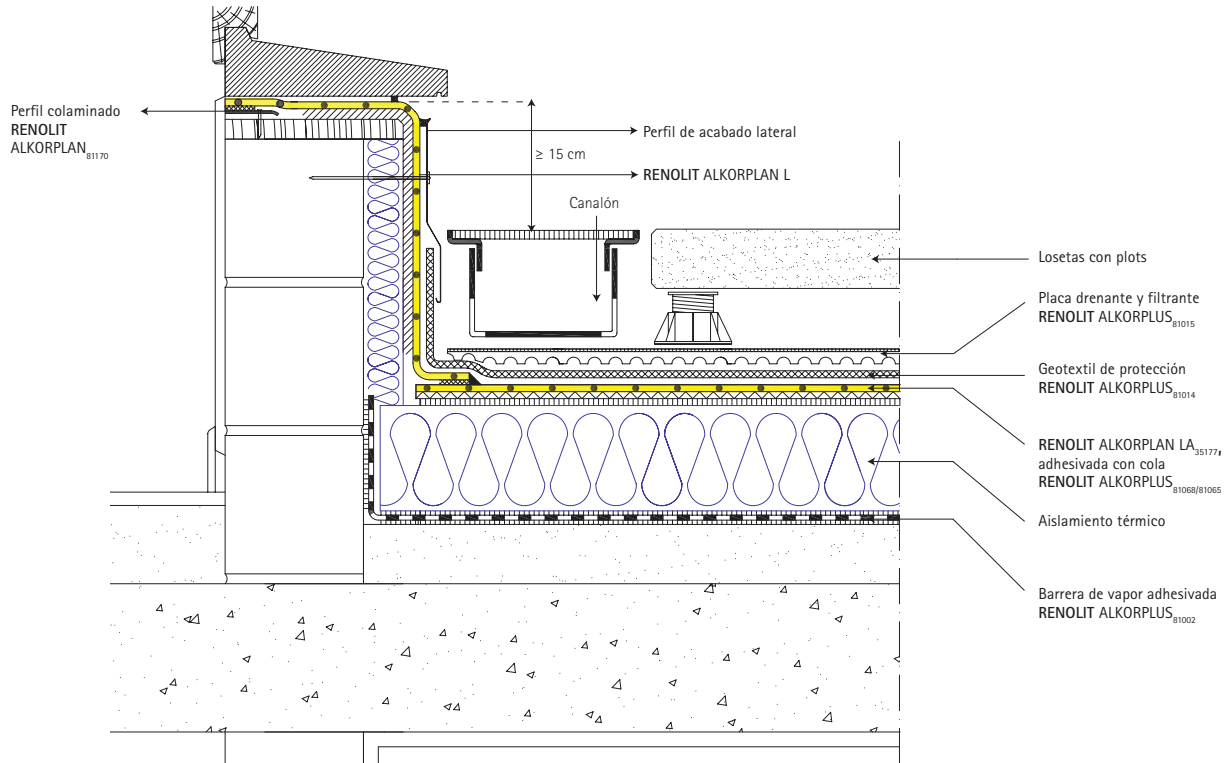 Perfil colaminado
RENOLIT
ALKORPLAN81170
Perfil de acabado lateral
≥ 15 cm
RENOLIT ALKORPLAN L
Canalón
Losetas con plots
Placa drenante y filtrante
RENOLIT ALKORPLUS81015
Geotextil de protección
RENOLIT ALKORPLUS81014
RENOLIT ALKORPLAN LA35177,
adhesivada con cola
RENOLIT ALKORPLUS81068/81065
Aislamiento térmico
Barrera de vapor adhesivada
RENOLIT ALKORPLUS81002